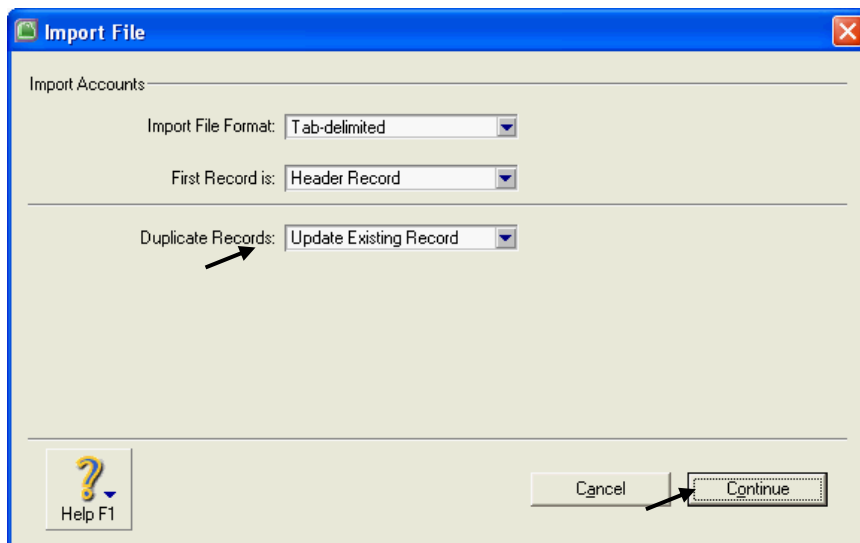 Import File
Import Accounts
Import File Format: Tab-delimited
First Record is: Header Record
Duplicate Records: Update Existing Record
Help F1
Cancel
Continue